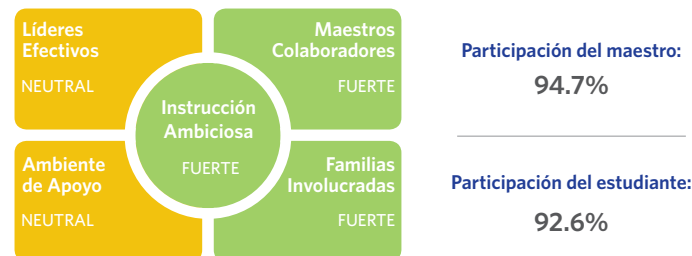 Líderes
Efectivos
NEUTRAL
Maestros
Colaboradores
FUERTE
Instrucción
Ambiciosa
FUERTE
Ambiente
de Apoyo
NEUTRAL
Familias
Involucradas
FUERTE
Participación del maestro:
94.7%
Participación del estudiante:
92.6%